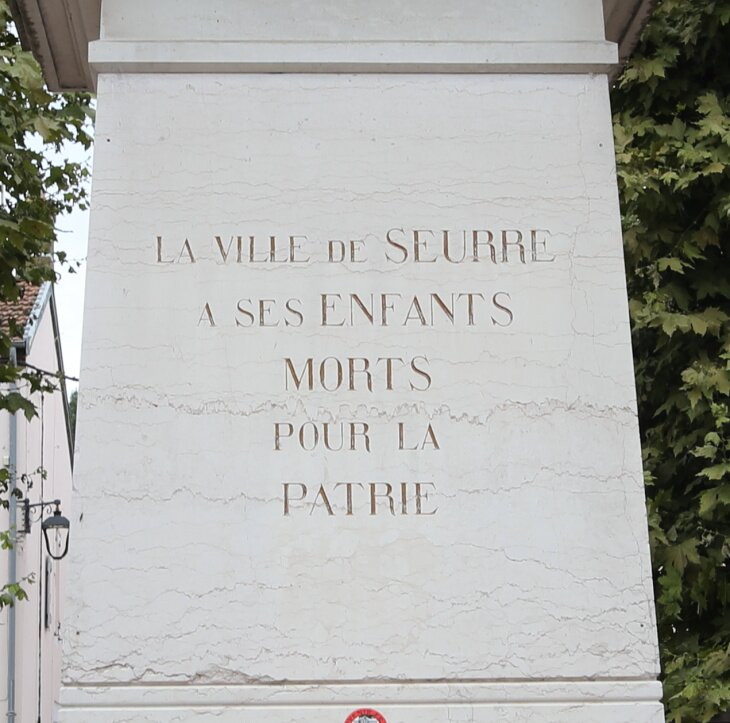 LA VILLE DE SEURRE
A SES ENFANTS
MORTS
POUR LA
PATRIE